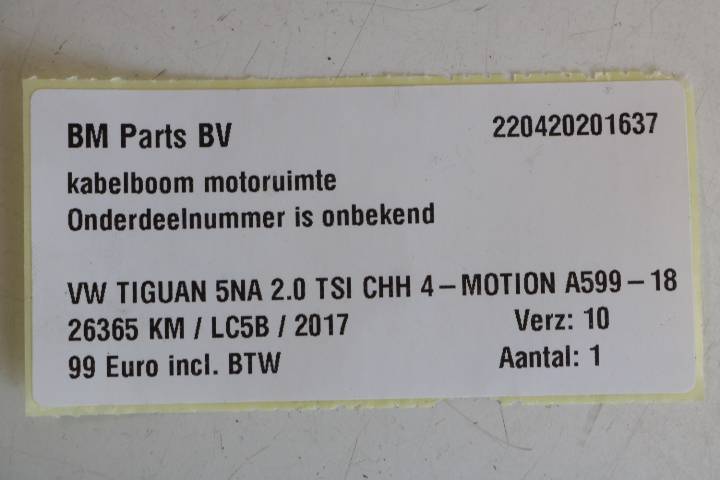 BM Parts BV 220420201637
kabelboom motoruimte
Onderdeelnummer is onbekend
VW TIGUAN 5NA 2.0 TSI CHH 4-MOTION A599-18
26365 KM / LC5B / 2017 Verz: 10
99 Euro incl. BTW Aantal: 1